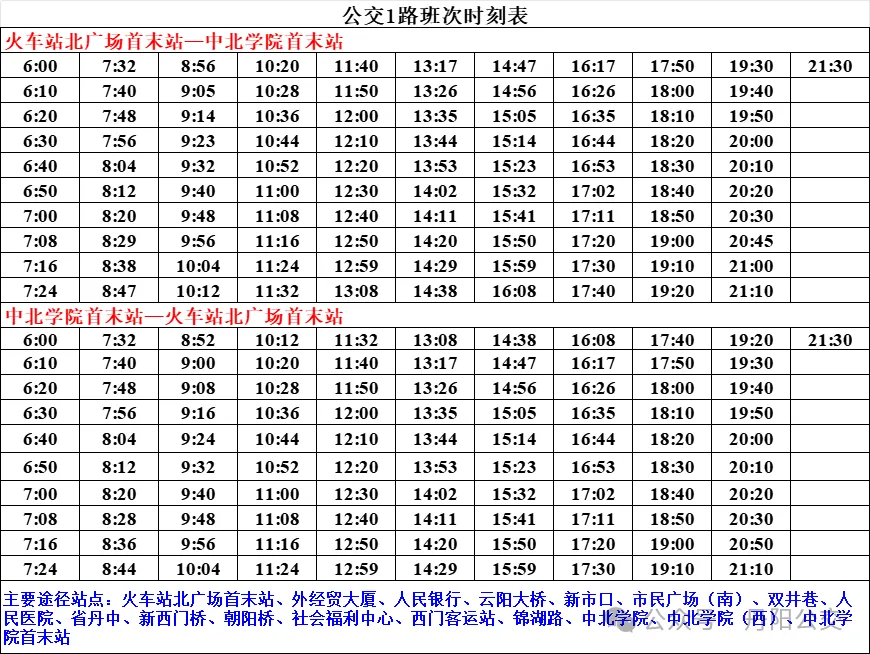 公交1路班次时刻表
火车站北广场首末站—中北学院首末站
6:00 7:32 8:56 10:20 11:40 13:17 14:47 16:17 17:50 19:30 21:30
6:10 7:40 9:05 10:28 11:50 13:26 14:56 16:26 18:00 19:40
6:20 7:48 9:14 10:36 12:00 13:35 15:05 16:35 18:10 19:50
6:30 7:56 9:23 10:44 12:10 13:44 15:14 16:44 18:20 20:00
6:40 8:04 9:32 10:52 12:20 13:53 15:23 16:53 18:30 20:10
6:50 8:12 9:40 11:00 12:30 14:02 15:32 17:02 18:40 20:20
7:00 8:20 9:48 11:08 12:40 14:11 15:41 17:11 18:50 20:30
7:08 8:29 9:56 11:16 12:50 14:20 15:50 17:20 19:00 20:45
7:16 8:38 10:04 11:24 12:59 14:29 15:59 17:30 19:10 21:00
7:24 8:47 10:12 11:32 13:08 14:38 16:08 17:40 19:20 21:10
中北学院首末站—火车站北广场首末站
6:00 7:32 8:52 10:12 11:32 13:08 14:38 16:08 17:40 19:20 21:30
6:10 7:40 9:00 10:20 11:40 13:17 14:47 16:17 17:50 19:30
6:20 7:48 9:08 10:28 11:50 13:26 14:56 16:26 18:00 19:40
6:30 7:56 9:16 10:36 12:00 13:35 15:05 16:35 18:10 19:50
6:40 8:04 9:24 10:44 12:10 13:44 15:14 16:44 18:20 20:00
6:50 8:12 9:32 10:52 12:20 13:53 15:23 16:53 18:30 20:10
7:00 8:20 9:40 11:00 12:30 14:02 15:32 17:02 18:40 20:20
7:08 8:28 9:48 11:08 12:40 14:11 15:41 17:11 18:50 20:30
7:16 8:36 9:56 11:16 12:50 14:20 15:50 17:20 19:00 20:50
7:24 8:44 10:04 11:24 12:59 14:29 15:59 17:30 19:10 21:10
主要途径站点：火车站北广场首末站、外经贸大厦、人民银行、云阳大桥、新市口、市民广场（南）、双井巷、人
民医院、省丹中、新西门桥、朝阳桥、社会福利中心、西门客运站、锦湖路、中北学院、中北学院（西）、中北学
院首末站
公众号·丹阳公交